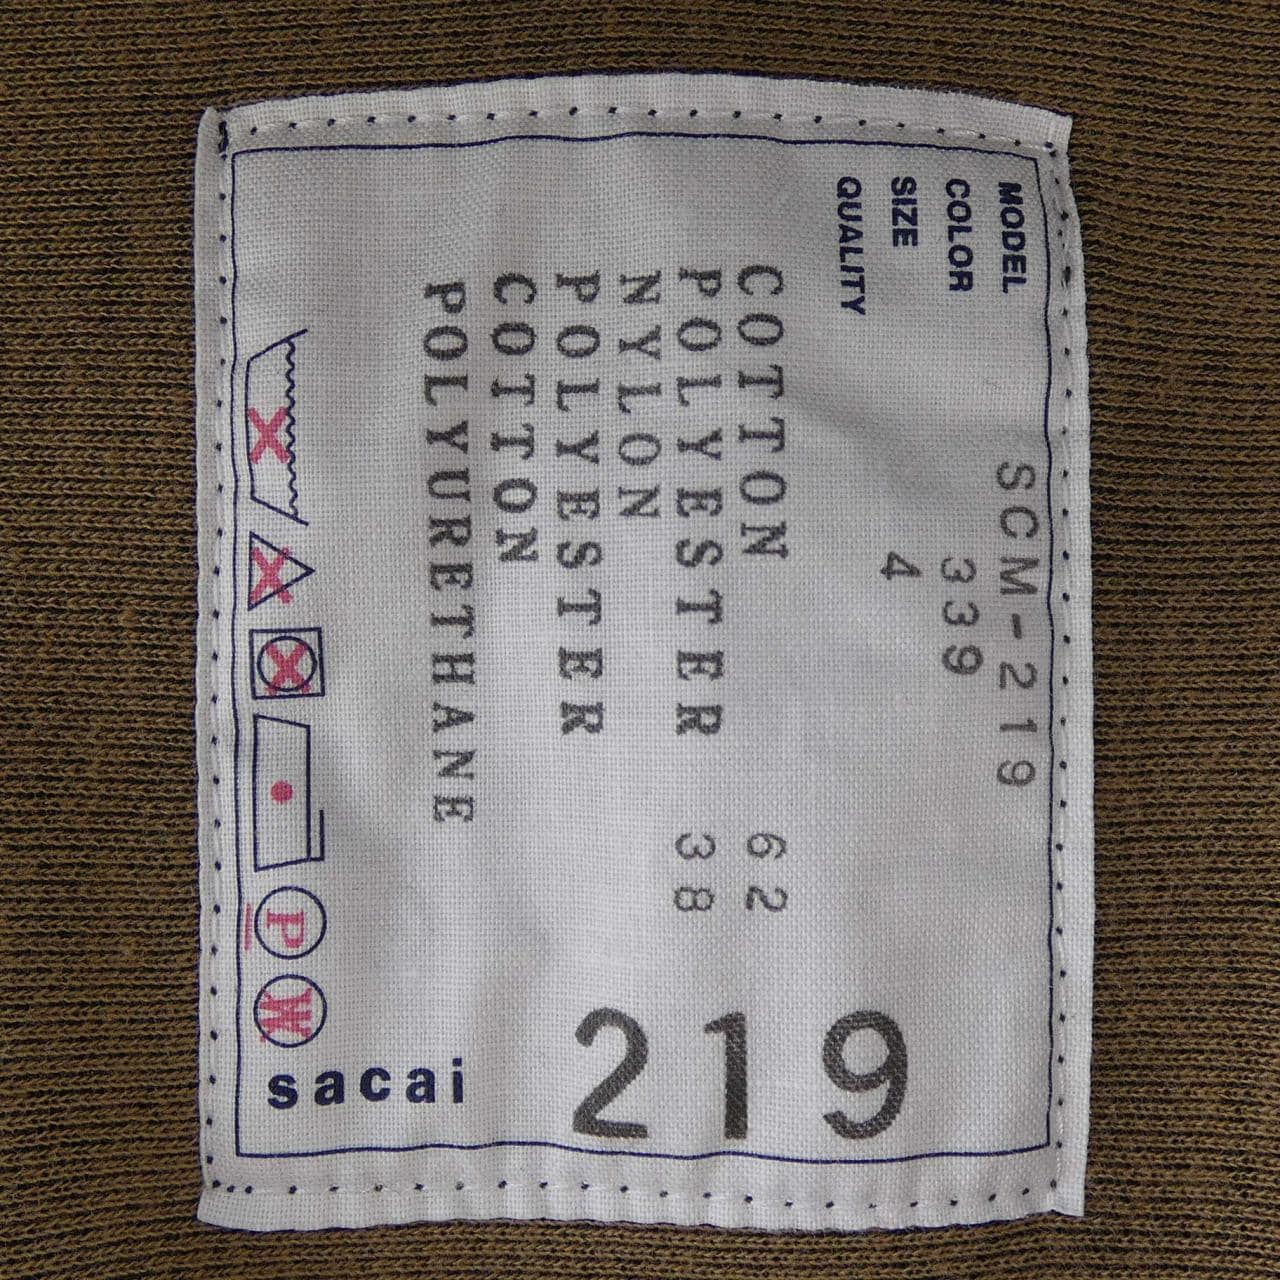 MODEL SCM-219
COLOR 339
SIZE 4
QUALITY
COTTON 62
POLYESTER 38
NYLON
POLYESTER
COTTON
POLYURETHANE
219
P W
sacai